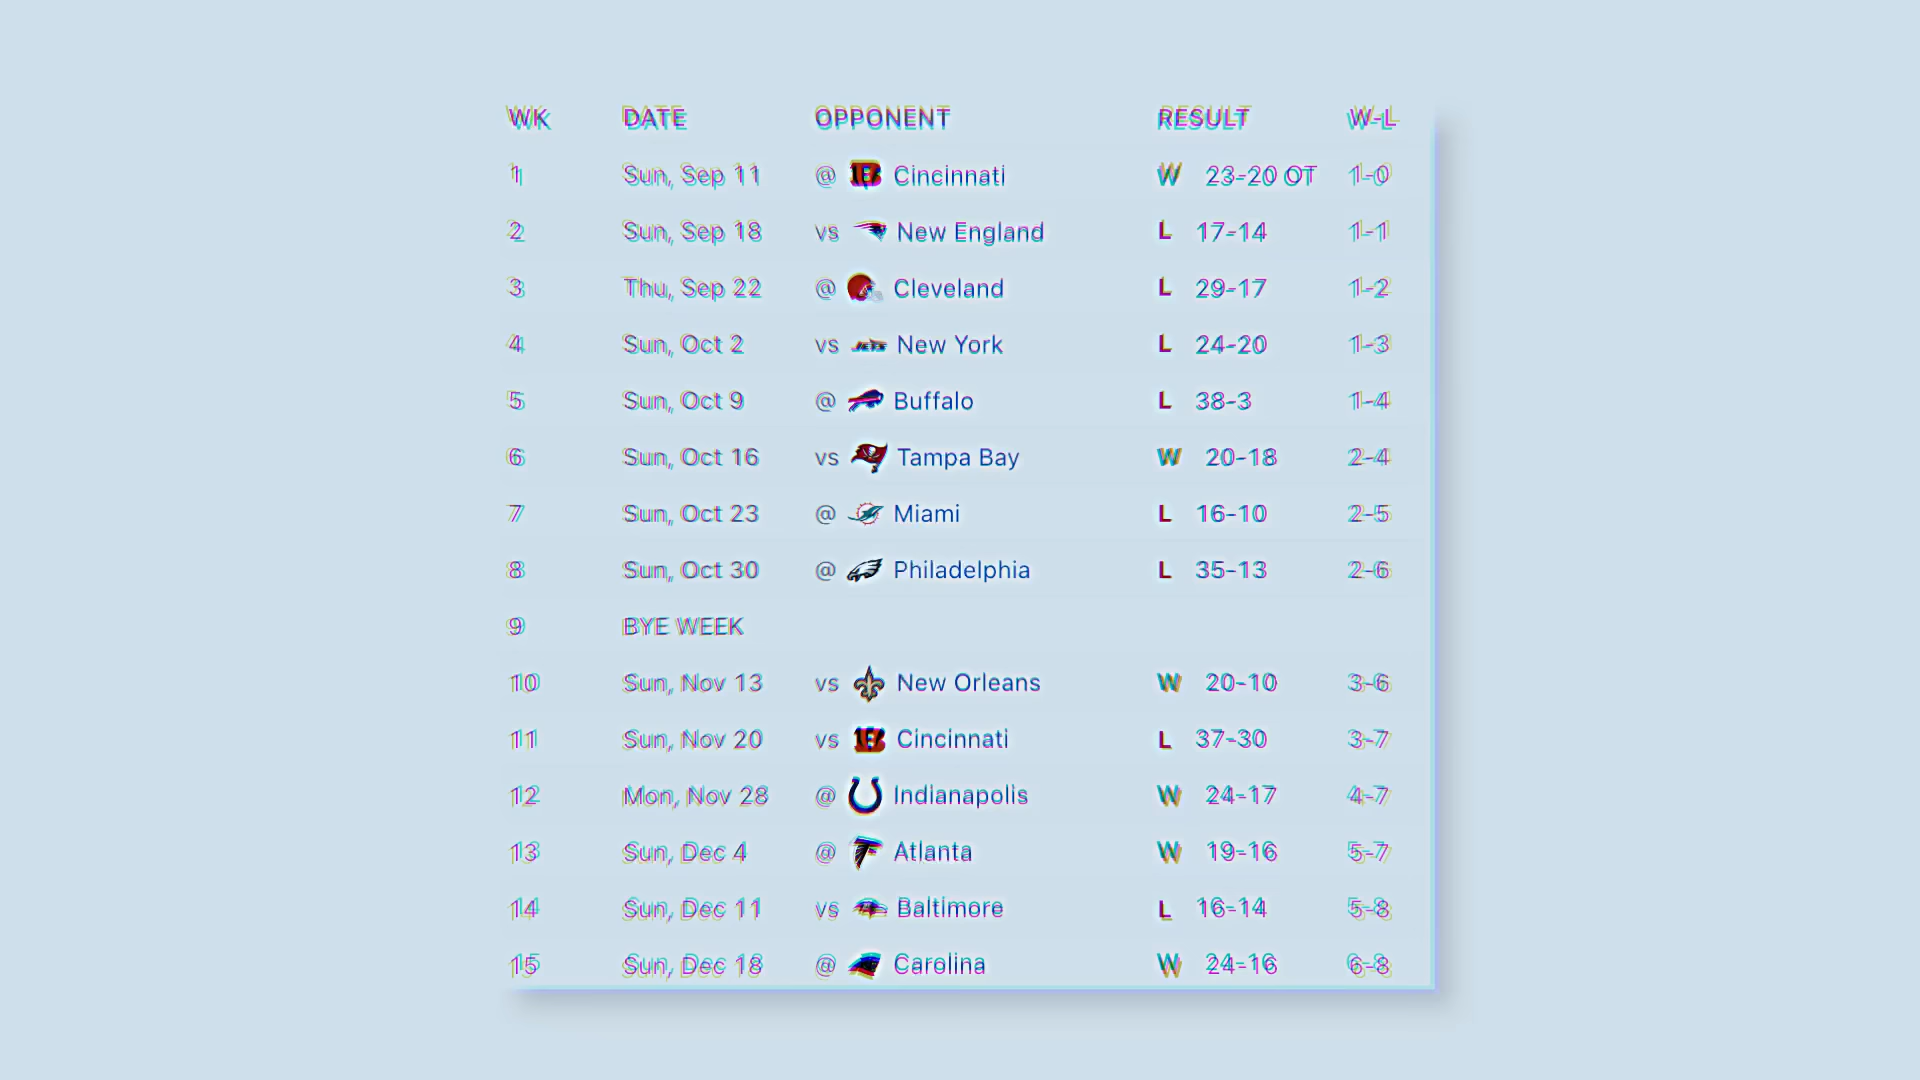 WK DATE OPPONENT RESULT W-L
1 Sun, Sep 11 @ Cincinnati W 23-20 OT 1-0
2 Sun, Sep 18 vs New England L 17-14 1-1
3 Thu, Sep 22 @ Cleveland L 29-17 1-2
4 Sun, Oct 2 vs JETS New York L 24-20 1-3
5 Sun, Oct 9 @ Buffalo L 38-3 1-4
6 Sun, Oct 16 vs Tampa Bay W 20-18 2-4
7 Sun, Oct 23 @ Miami L 16-10 2-5
8 Sun, Oct 30 @ Philadelphia L 35-13 2-6
9 BYE WEEK
10 Sun, Nov 13 vs New Orleans W 20-10 3-6
11 Sun, Nov 20 vs Cincinnati L 37-30 3-7
12 Mon, Nov 28 @ Indianapolis W 24-17 4-7
13 Sun, Dec 4 @ Atlanta W 19-16 5-7
14 Sun, Dec 11 vs Baltimore L 16-14 5-8
15 Sun, Dec 18 @ Carolina W 24-16 6-8